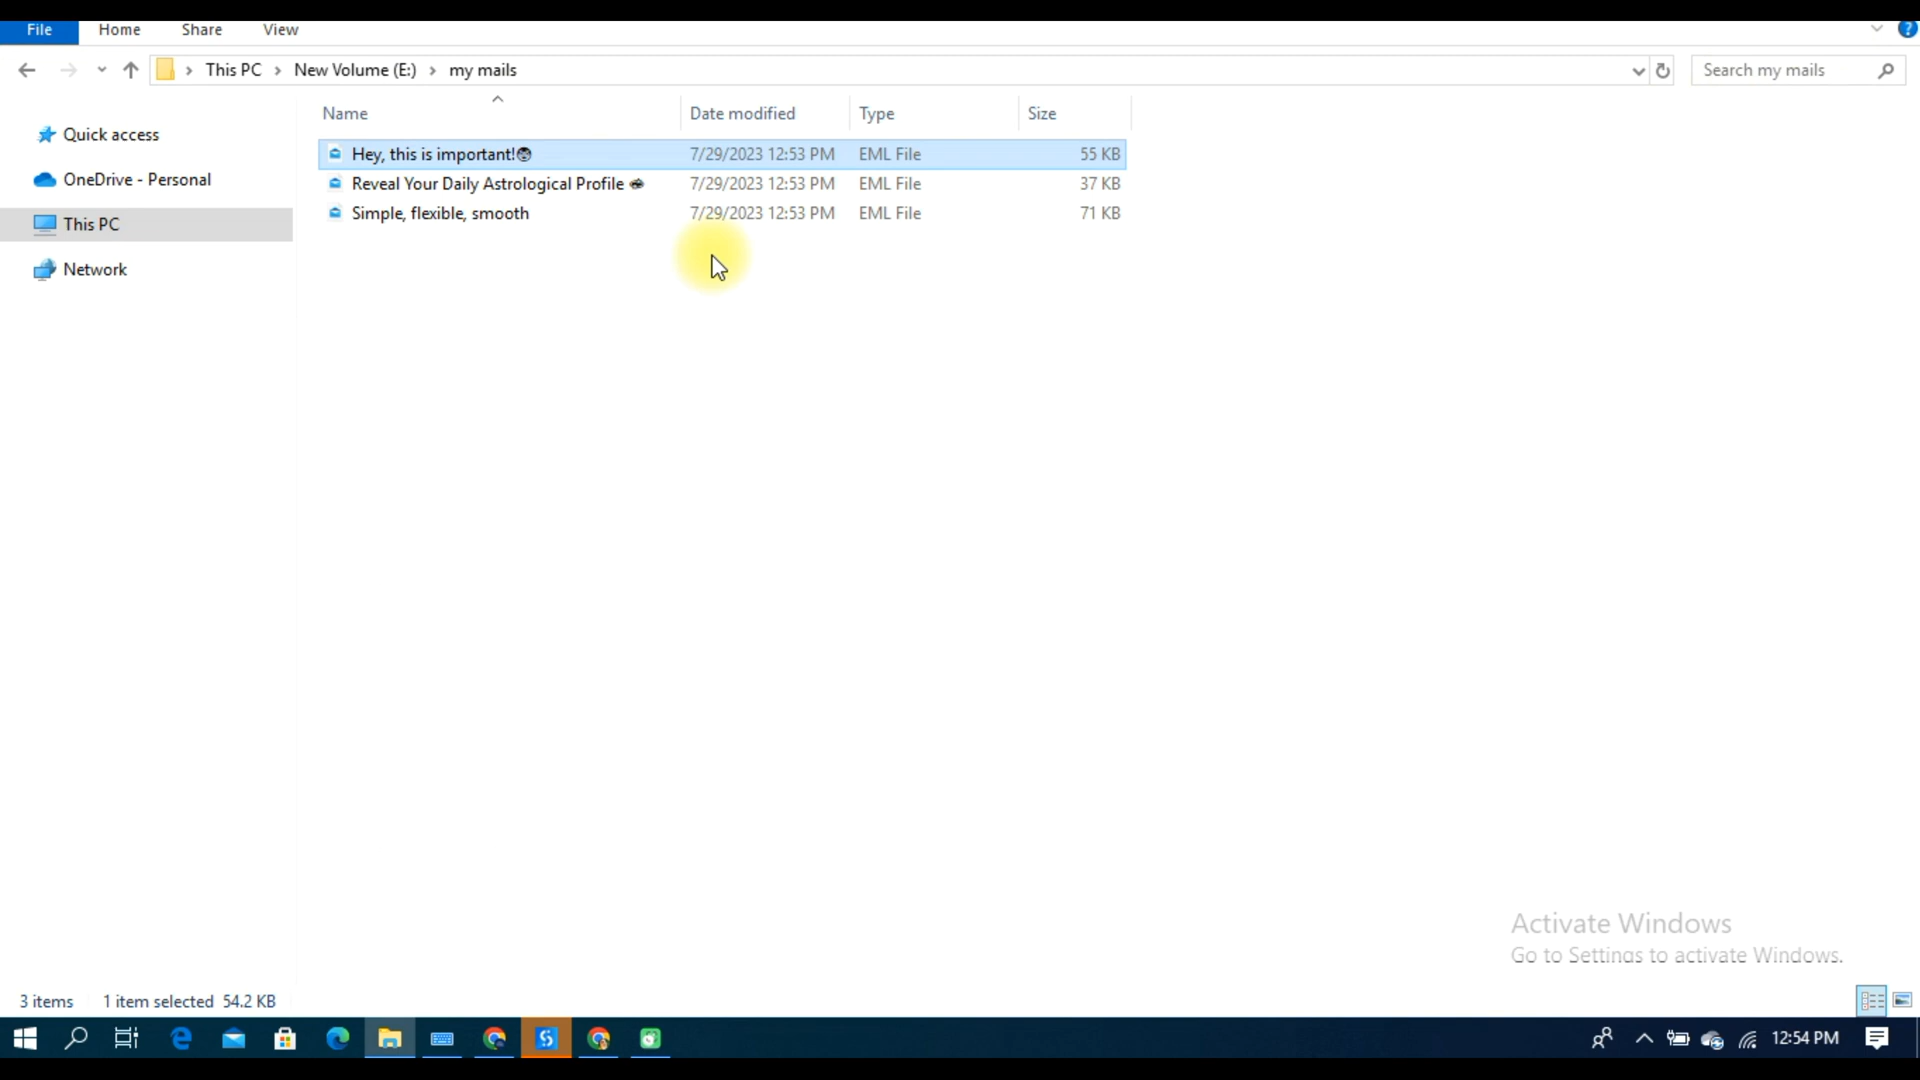 File Home Share View
This PC New Volume (E:) my mails Search my mails
Name Date modified Type Size
Quick access
OneDrive - Personal
This PC
Network
Hey, this is important! 7/29/2023 12:53 PM EML File 55 KB
Reveal Your Daily Astrological Profile 7/29/2023 12:53 PM EML File 37 KB
Simple, flexible, smooth 7/29/2023 12:53 PM EML File 71 KB
Activate Windows
Go to Settings to activate Windows.
3 items 1 item selected 54.2 KB
12:54 PM